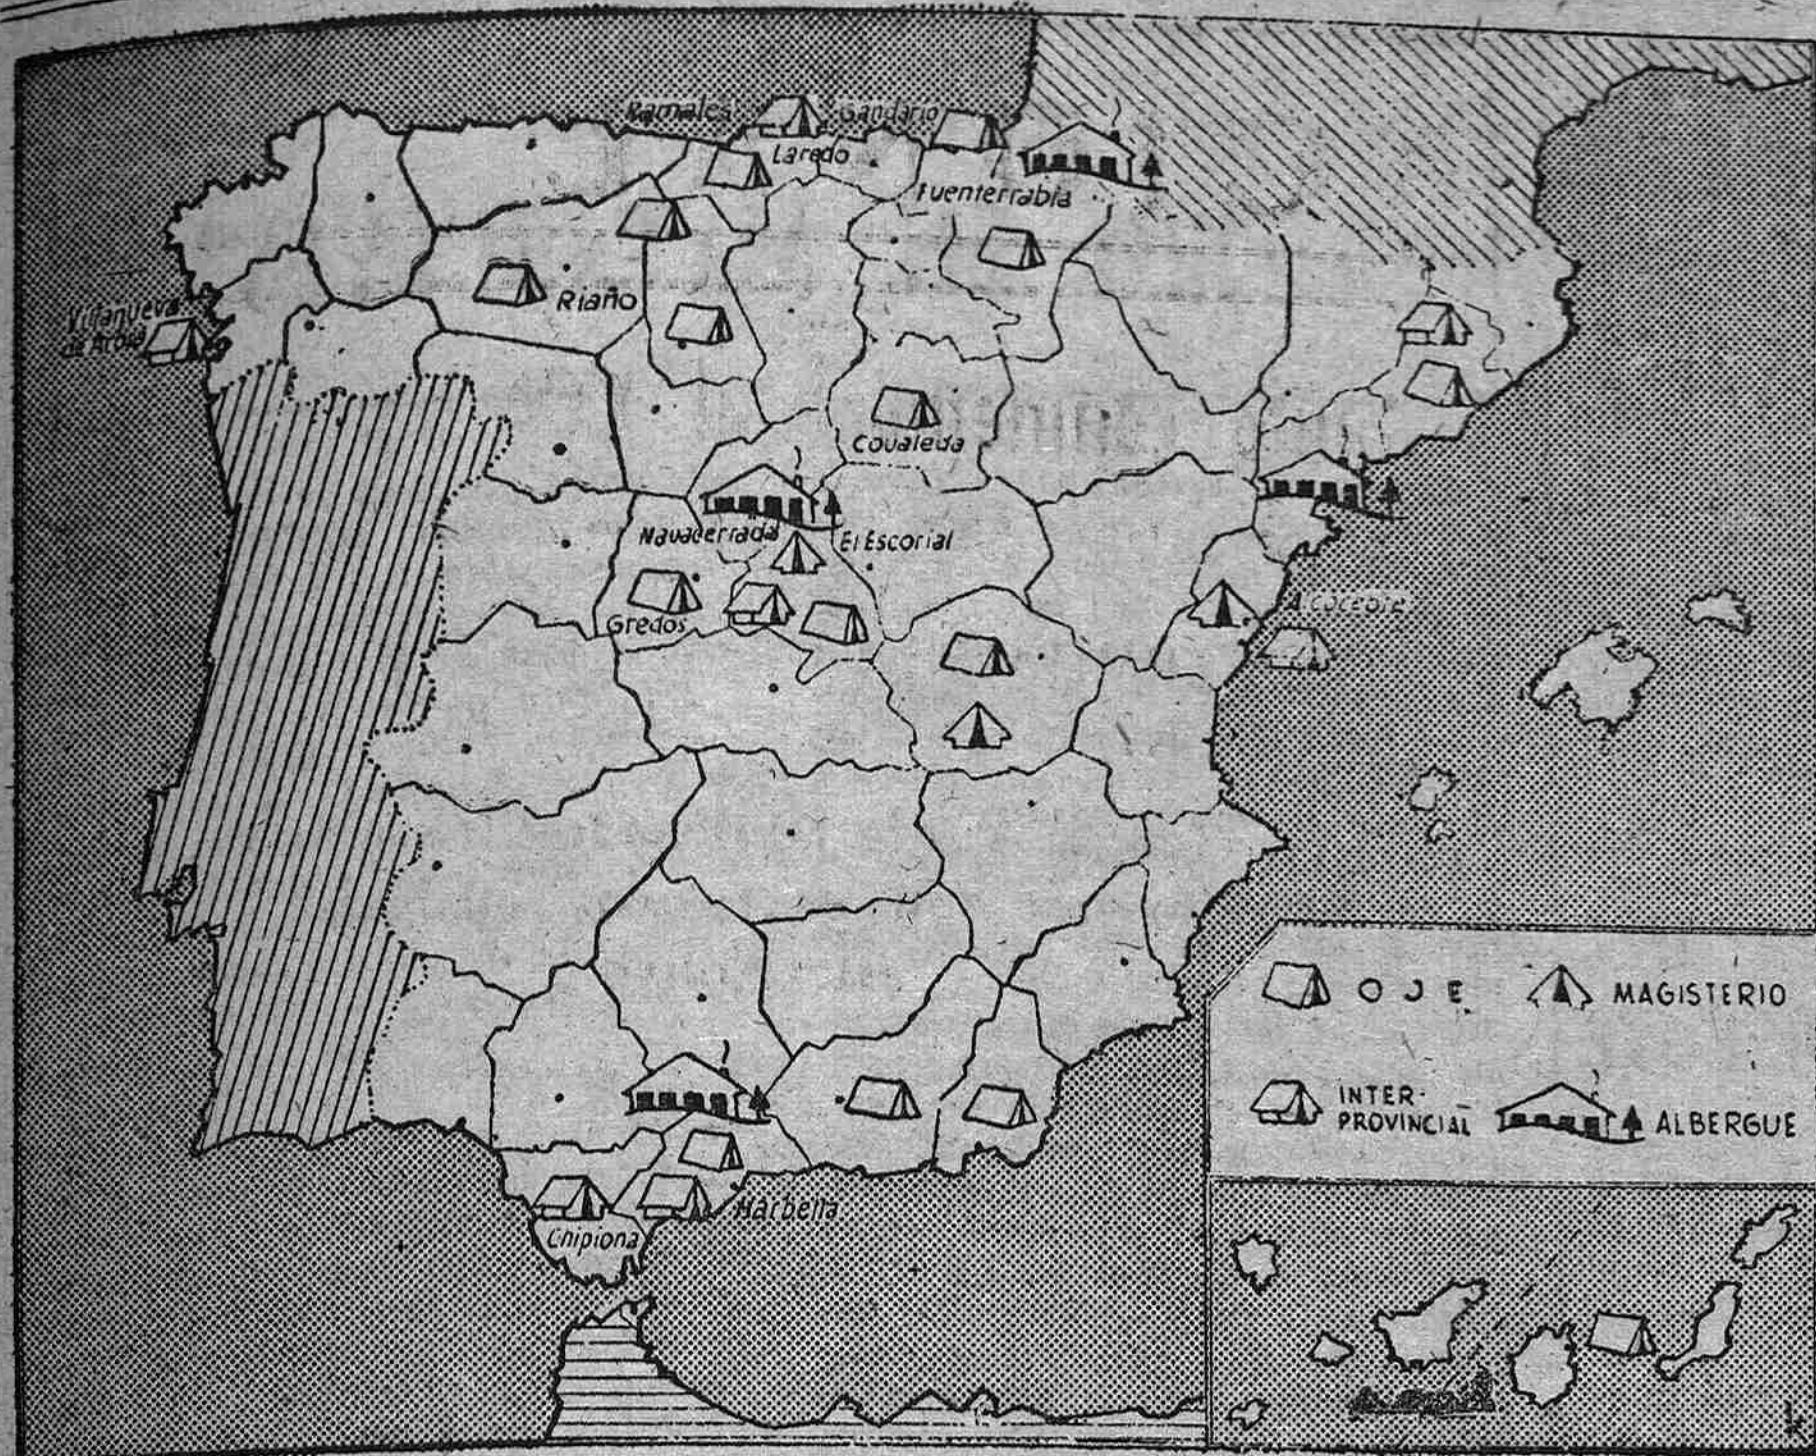 Ramales
Gandario
Laredo
Fuenterrabia
Riaño
Villanueva
de Arosa
Covaleda
Navacerrada
El Escorial
Gredos
Alcocebre
Marbella
Chipiona
O J E
MAGISTERIO
INTER-
PROVINCIAL
ALBERGUE